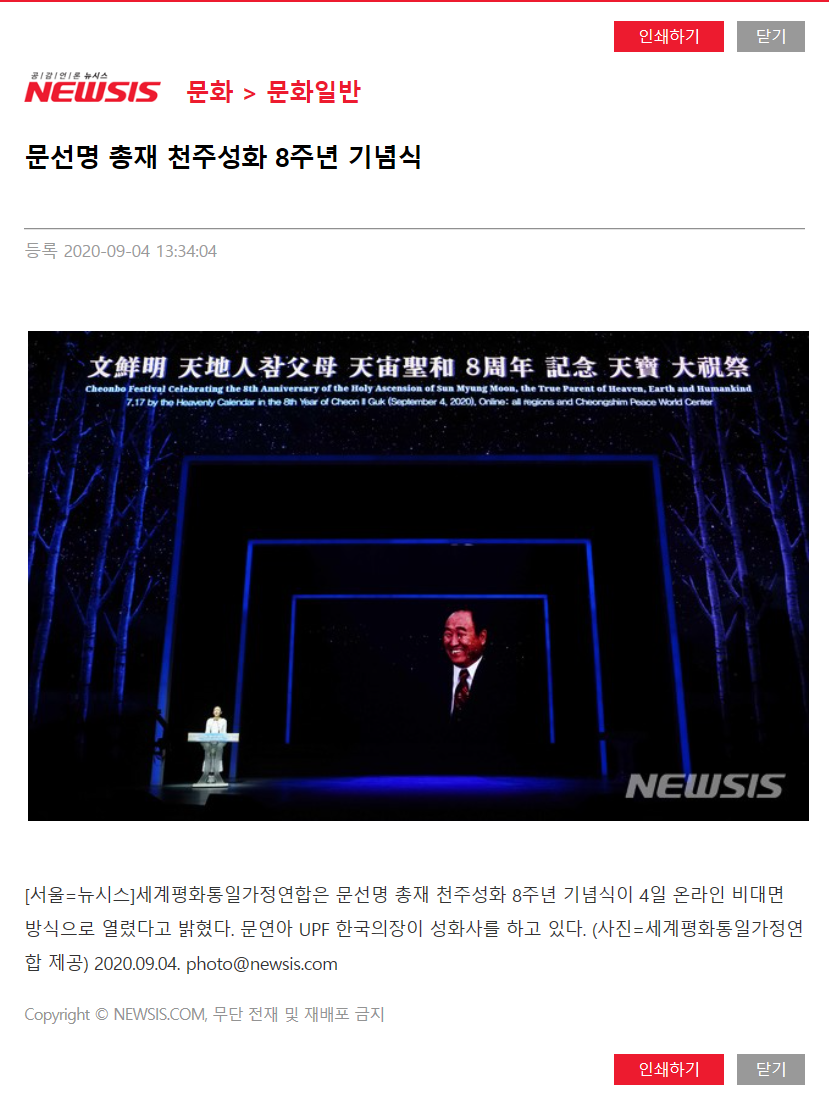 인쇄하기 닫기
공|감|언|론 뉴시스
NEWSIS 문화 > 문화일반
문선명 총재 천주성화 8주년 기념식
등록 2020-09-04 13:34:04
文鮮明 天地人참父母 天宙聖和 8周年 記念 天寶 大祝祭
Cheonbo Festival Celebrating the 8th Anniversary of the Holy Ascension of Sun Myung Moon, the True Parent of Heaven, Earth and Humankind
7.17 by the Heavenly Calendar in the 8th Year of Cheon Il Guk (September 4, 2020), Online: all regions and Cheongshim Peace World Center
NEWSIS
[서울=뉴시스]세계평화통일가정연합은 문선명 총재 천주성화 8주년 기념식이 4일 온라인 비대면
방식으로 열렸다고 밝혔다. 문연아 UPF 한국의장이 성화사를 하고 있다. (사진=세계평화통일가정연
합 제공) 2020.09.04. photo@newsis.com
Copyright © NEWSIS.COM, 무단 전재 및 재배포 금지
인쇄하기 닫기